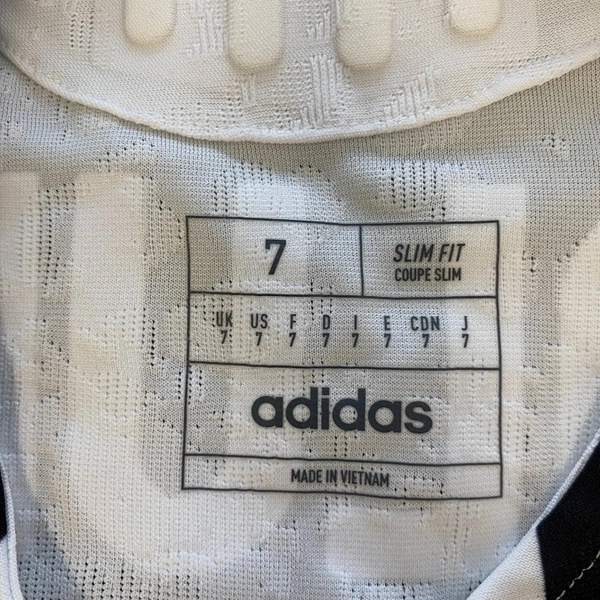 7
SLIM FIT
COUPE SLIM
UK US F D I E CDN J
7 7 7 7 7 7 7 7
adidas
MADE IN VIETNAM